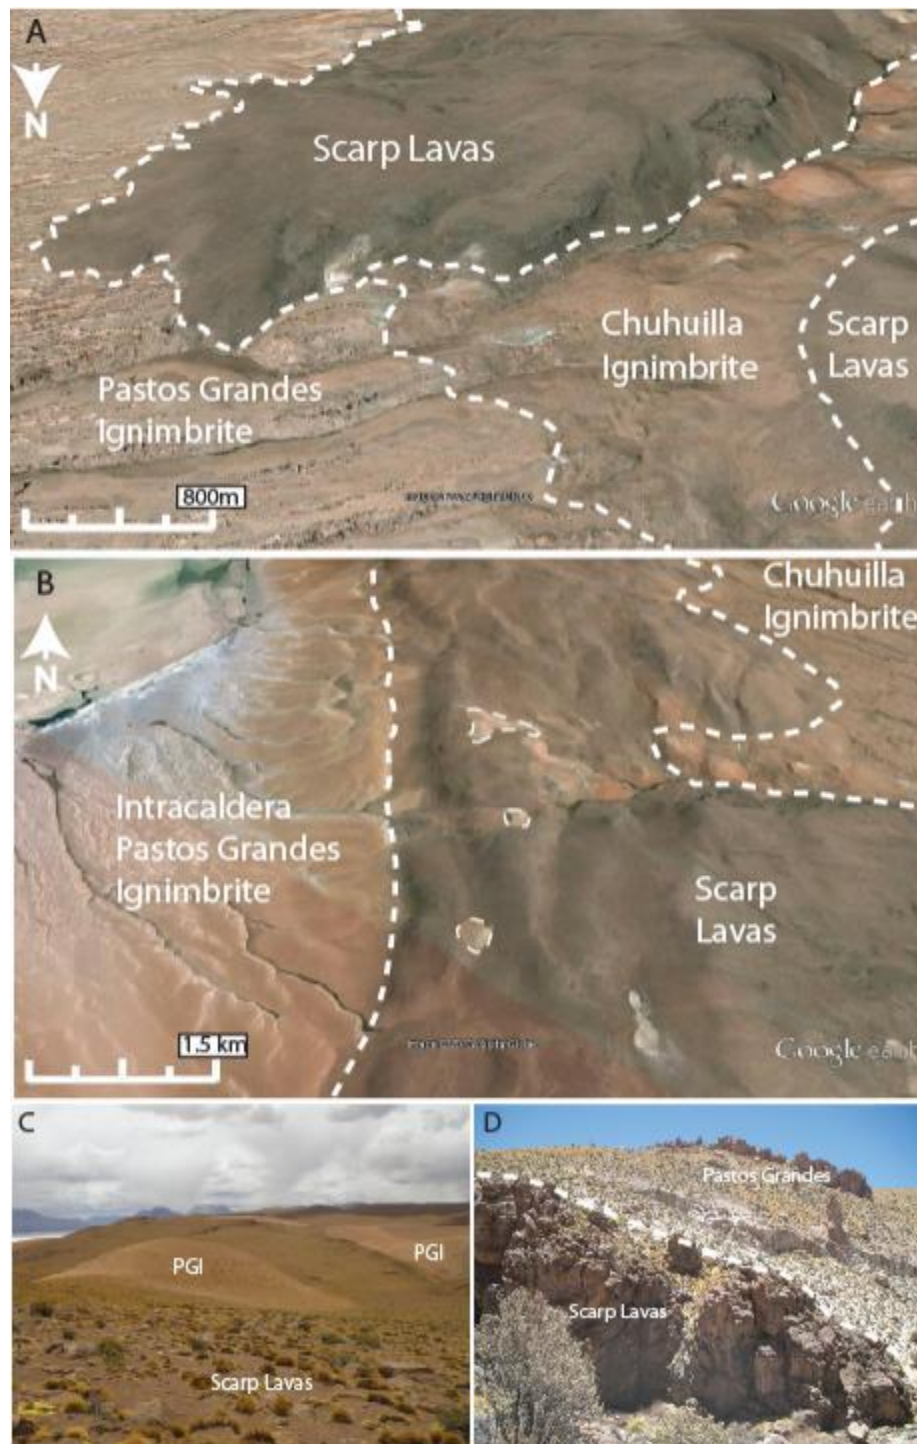 A
N
Scarp Lavas
Chuhuilla
Ignimbrite
Scarp
Lavas
Pastos Grandes
Ignimbrite
800m
Google earth
B
N
Chuhuilla
Ignimbrite
Intracaldera
Pastos Grandes
Ignimbrite
Scarp
Lavas
1.5 km
Google earth
C
PGI
PGI
Scarp Lavas
D
Pastos Grandes
Scarp Lavas